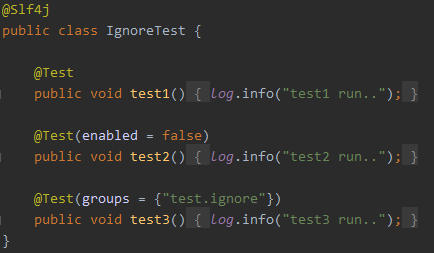 @Slf4j
public class IgnoreTest {
@Test
public void test1() { log.info("test1 run.."); }
@Test(enabled = false)
public void test2() { log.info("test2 run.."); }
@Test(groups = {"test.ignore"})
public void test3() { log.info("test3 run.."); }
}